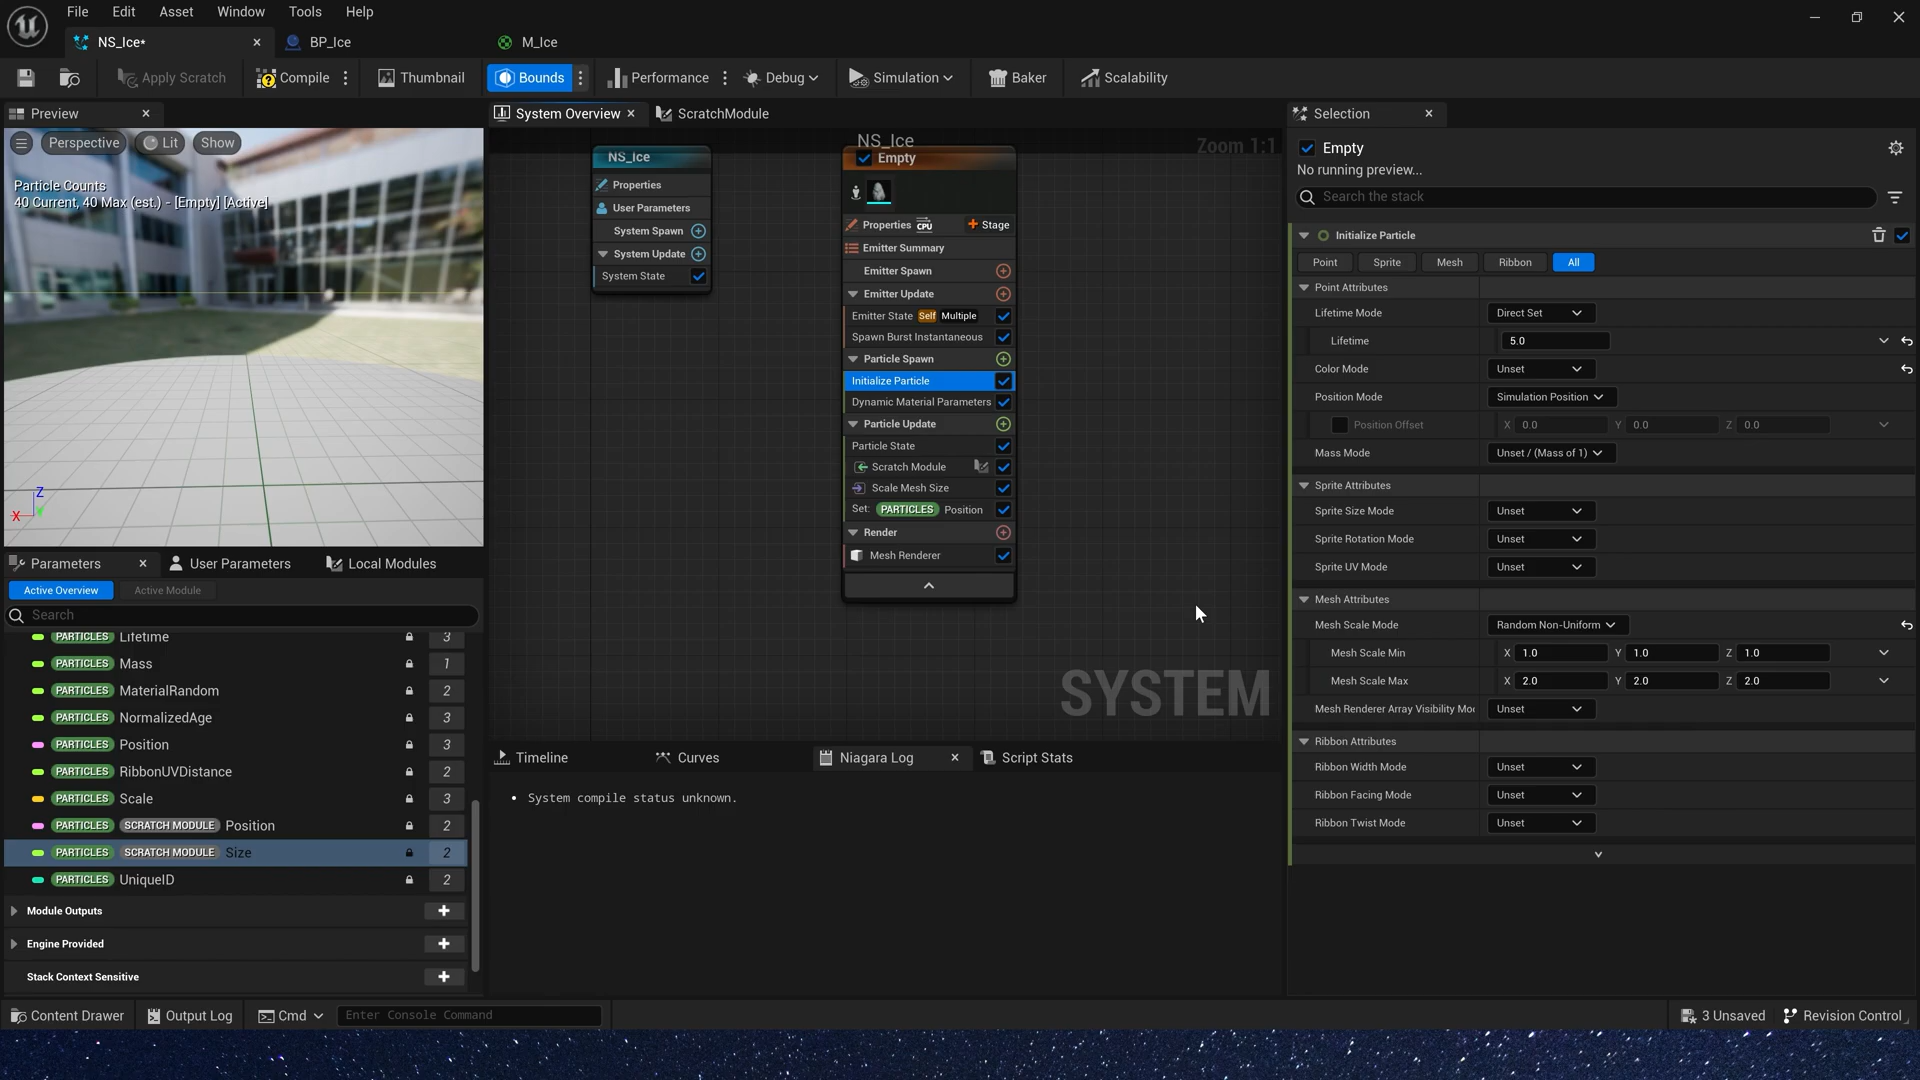 File Edit Asset Window Tools Help
NS_Ice* BP_Ice M_Ice
Apply Scratch Compile Thumbnail Bounds Performance Debug Simulation Baker Scalability
Preview System Overview ScratchModule Selection
Perspective Lit Show
Particle Counts
40 Current, 40 Max (est.) - [Empty] [Active]
Z
X
NS_Ice
Properties
User Parameters
System Spawn
System Update
System State
NS_Ice
Empty
Properties CPU Stage
Emitter Summary
Emitter Spawn
Emitter Update
Emitter State Self Multiple
Spawn Burst Instantaneous
Particle Spawn
Initialize Particle
Dynamic Material Parameters
Particle Update
Particle State
Scratch Module
Scale Mesh Size
Set: PARTICLES Position
Render
Mesh Renderer
Zoom 1:1
SYSTEM
Empty
No running preview...
Search the stack
Initialize Particle
Point Sprite Mesh Ribbon All
Point Attributes
Lifetime Mode Direct Set
Lifetime 5.0
Color Mode Unset
Position Mode Simulation Position
Position Offset X 0.0 Y 0.0 Z 0.0
Mass Mode Unset / (Mass of 1)
Sprite Attributes
Sprite Size Mode Unset
Sprite Rotation Mode Unset
Sprite UV Mode Unset
Mesh Attributes
Mesh Scale Mode Random Non-Uniform
Mesh Scale Min X 1.0 Y 1.0 Z 1.0
Mesh Scale Max X 2.0 Y 2.0 Z 2.0
Mesh Renderer Array Visibility Mo Unset
Ribbon Attributes
Ribbon Width Mode Unset
Ribbon Facing Mode Unset
Ribbon Twist Mode Unset
Parameters User Parameters Local Modules
Active Overview Active Module
Search
PARTICLES Lifetime 3
PARTICLES Mass 1
PARTICLES MaterialRandom 2
PARTICLES NormalizedAge 3
PARTICLES Position 3
PARTICLES RibbonUVDistance 2
PARTICLES Scale 3
PARTICLES SCRATCH MODULE Position 2
PARTICLES SCRATCH MODULE Size 2
PARTICLES UniqueID 2
Module Outputs
Engine Provided
Stack Context Sensitive
Timeline Curves Niagara Log Script Stats
• System compile status unknown.
Content Drawer Output Log Cmd Enter Console Command 3 Unsaved Revision Control